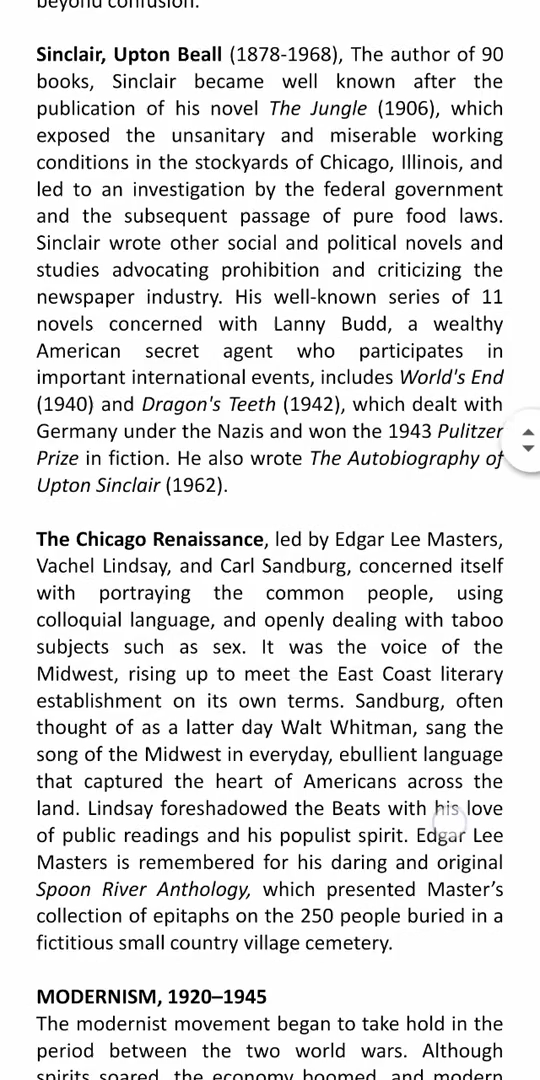 beyond confusion.
Sinclair, Upton Beall (1878-1968), The author of 90
books, Sinclair became well known after the
publication of his novel The Jungle (1906), which
exposed the unsanitary and miserable working
conditions in the stockyards of Chicago, Illinois, and
led to an investigation by the federal government
and the subsequent passage of pure food laws.
Sinclair wrote other social and political novels and
studies advocating prohibition and criticizing the
newspaper industry. His well-known series of 11
novels concerned with Lanny Budd, a wealthy
American secret agent who participates in
important international events, includes World's End
(1940) and Dragon's Teeth (1942), which dealt with
Germany under the Nazis and won the 1943 Pulitzer
Prize in fiction. He also wrote The Autobiography of
Upton Sinclair (1962).
The Chicago Renaissance, led by Edgar Lee Masters,
Vachel Lindsay, and Carl Sandburg, concerned itself
with portraying the common people, using
colloquial language, and openly dealing with taboo
subjects such as sex. It was the voice of the
Midwest, rising up to meet the East Coast literary
establishment on its own terms. Sandburg, often
thought of as a latter day Walt Whitman, sang the
song of the Midwest in everyday, ebullient language
that captured the heart of Americans across the
land. Lindsay foreshadowed the Beats with his love
of public readings and his populist spirit. Edgar Lee
Masters is remembered for his daring and original
Spoon River Anthology, which presented Master’s
collection of epitaphs on the 250 people buried in a
fictitious small country village cemetery.
MODERNISM, 1920–1945
The modernist movement began to take hold in the
period between the two world wars. Although
spirits soared, the economy boomed, and modern